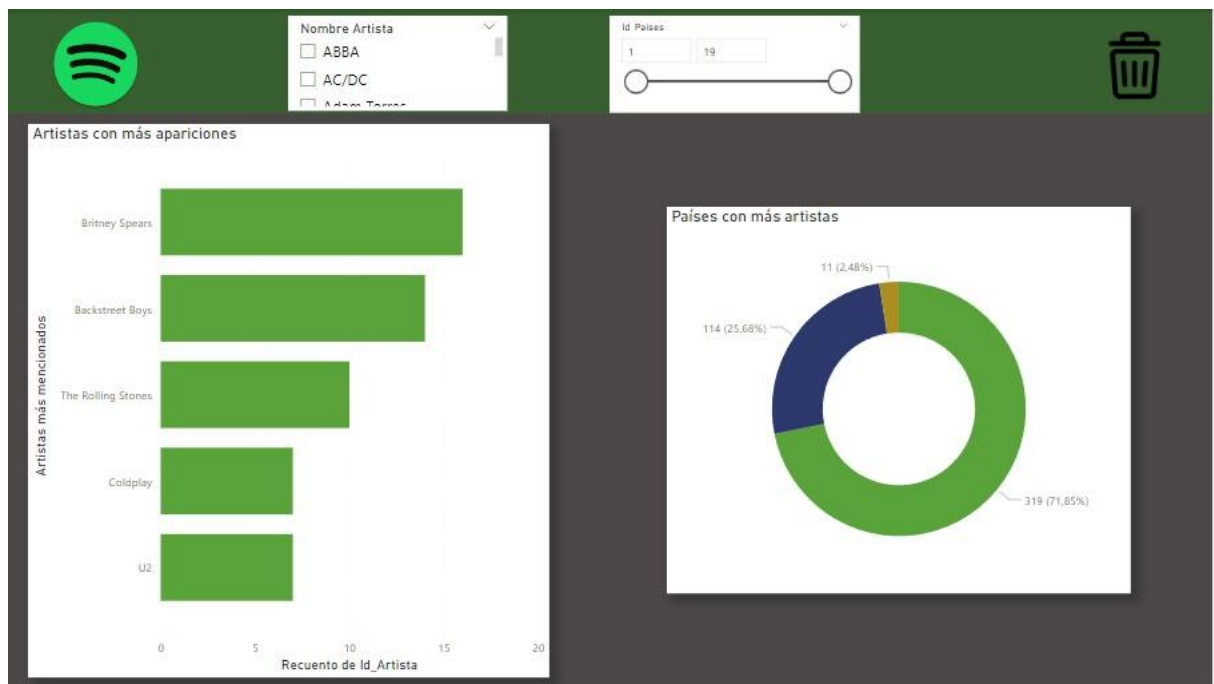 Nombre Artista
ABBA
AC/DC
Adam Torres
Id Paises
1
19
Artistas con más apariciones
Artistas más mencionados
Britney Spears
Backstreet Boys
The Rolling Stones
Coldplay
U2
0 5 10 15 20
Recuento de Id_Artista
Países con más artistas
11 (2,48%)
114 (25,68%)
319 (71,85%)